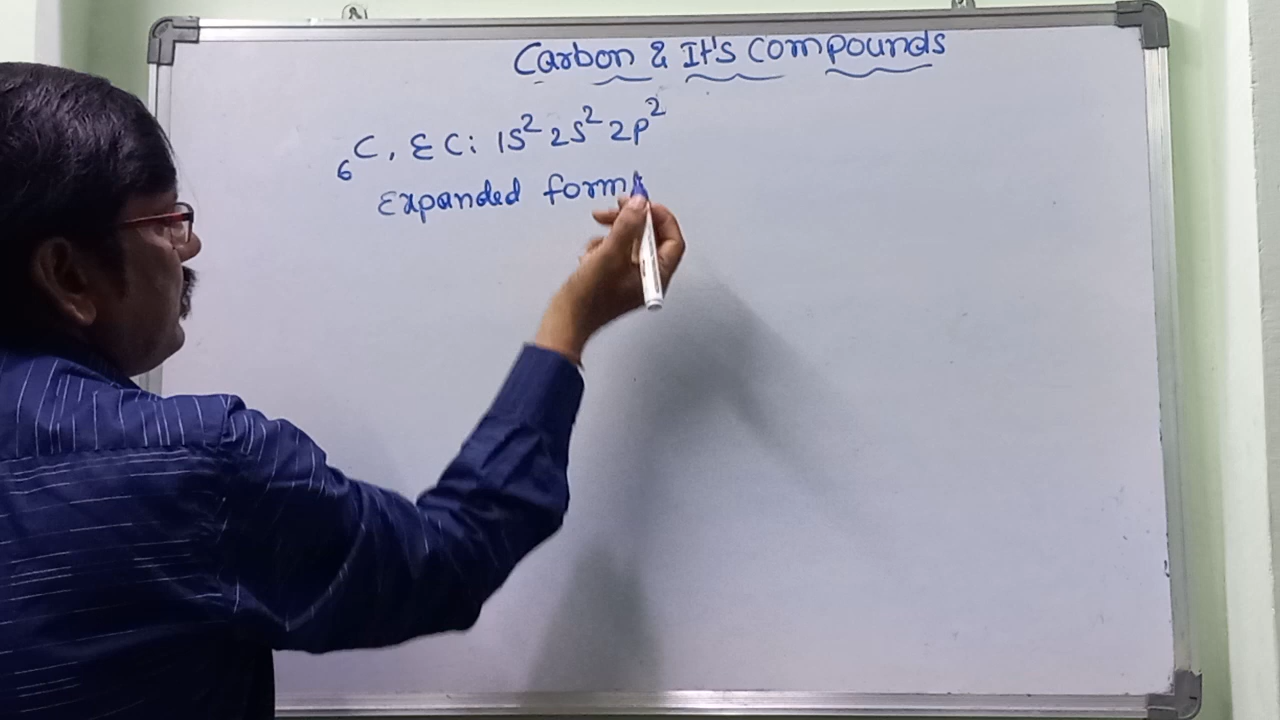 Carbon & It's Compounds
₆C, EC: 1S² 2S² 2P²
Expanded form